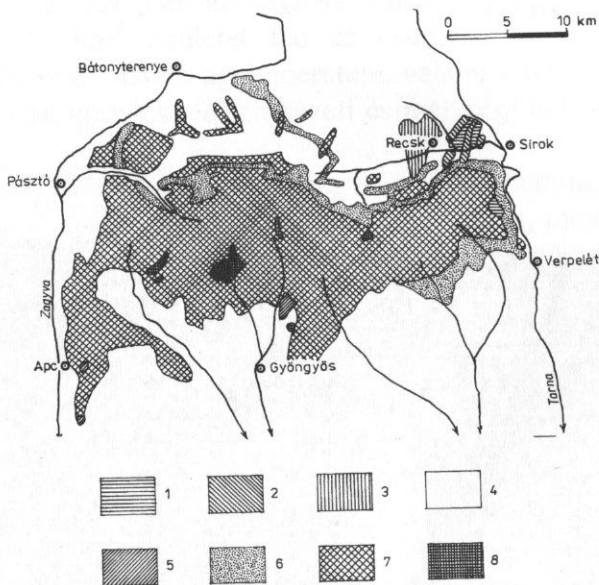 0 5 10 km
Bátonyterenye
Recsk
Sirok
Pásztó
Verpelét
Zagyva
Apc
Gyöngyös
Tarna
1 2 3 4
5 6 7 8